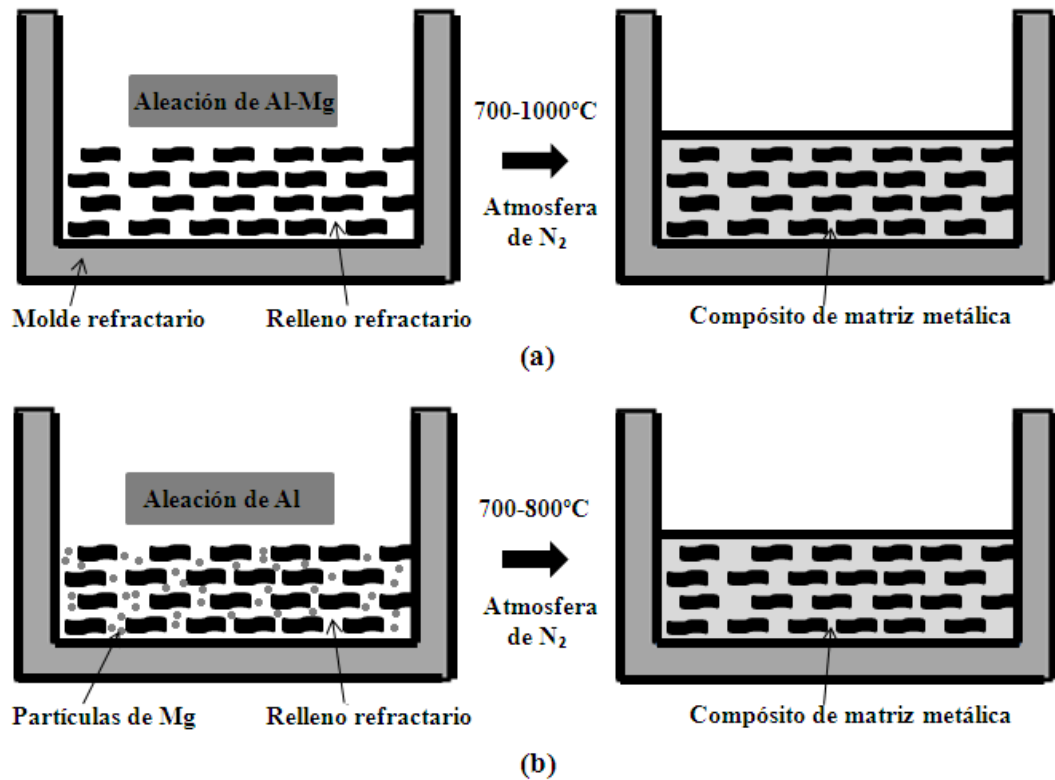 Aleación de Al-Mg
700-1000°C
Atmosfera
de N₂
Molde refractario
Relleno refractario
Compósito de matriz metálica
(a)
Aleación de Al
700-800°C
Atmosfera
de N₂
Partículas de Mg
Relleno refractario
Compósito de matriz metálica
(b)